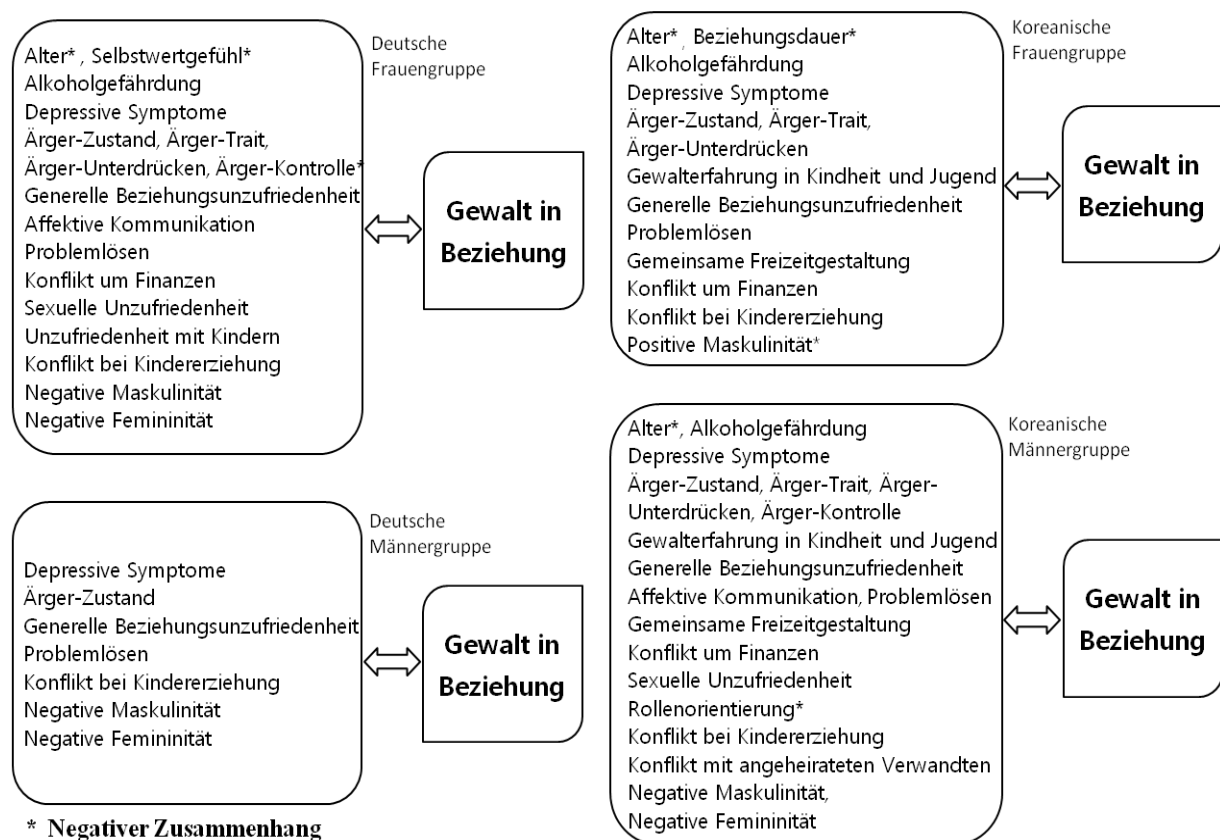 Deutsche
Frauengruppe
Alter* , Selbstwertgefühl*
Alkoholgefährdung
Depressive Symptome
Ärger-Zustand, Ärger-Trait,
Ärger-Unterdrücken, Ärger-Kontrolle*
Generelle Beziehungsunzufriedenheit
Affektive Kommunikation
Problemlösen
Konflikt um Finanzen
Sexuelle Unzufriedenheit
Unzufriedenheit mit Kindern
Konflikt bei Kindererziehung
Negative Maskulinität
Negative Femininität
Gewalt in
Beziehung
Koreanische
Frauengruppe
Alter* , Beziehungsdauer*
Alkoholgefährdung
Depressive Symptome
Ärger-Zustand, Ärger-Trait,
Ärger-Unterdrücken
Gewalterfahrung in Kindheit und Jugend
Generelle Beziehungsunzufriedenheit
Problemlösen
Gemeinsame Freizeitgestaltung
Konflikt um Finanzen
Konflikt bei Kindererziehung
Positive Maskulinität*
Gewalt in
Beziehung
Deutsche
Männergruppe
Depressive Symptome
Ärger-Zustand
Generelle Beziehungsunzufriedenheit
Problemlösen
Konflikt bei Kindererziehung
Negative Maskulinität
Negative Femininität
Gewalt in
Beziehung
Koreanische
Männergruppe
Alter*, Alkoholgefährdung
Depressive Symptome
Ärger-Zustand, Ärger-Trait, Ärger-
Unterdrücken, Ärger-Kontrolle
Gewalterfahrung in Kindheit und Jugend
Generelle Beziehungsunzufriedenheit
Affektive Kommunikation, Problemlösen
Gemeinsame Freizeitgestaltung
Konflikt um Finanzen
Sexuelle Unzufriedenheit
Rollenorientierung*
Konflikt bei Kindererziehung
Konflikt mit angeheirateten Verwandten
Negative Maskulinität,
Negative Femininität
Gewalt in
Beziehung
* Negativer Zusammenhang